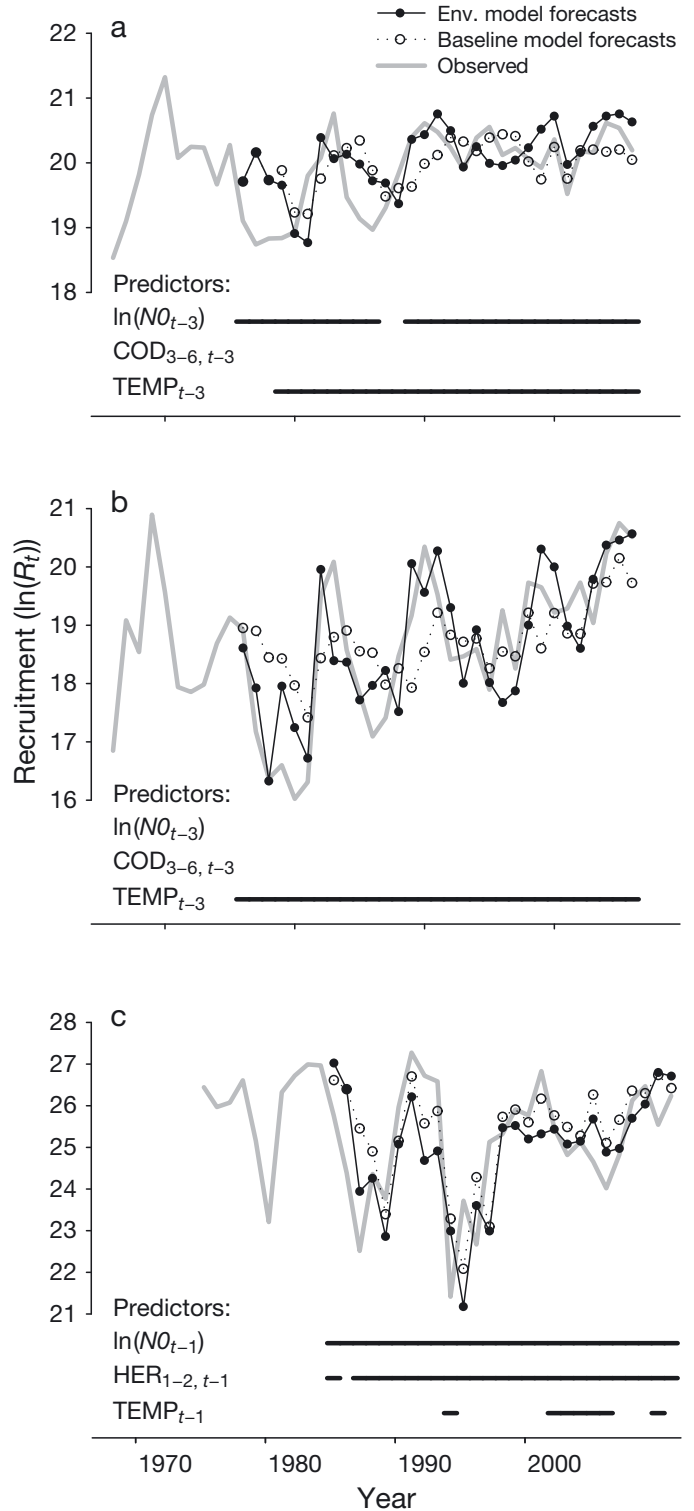 Env. model forecasts
Baseline model forecasts
Observed
a
22
21
20
19
18
Predictors:
ln(N0t−3)
COD3−6, t−3
TEMPt−3
b
21
20
19
18
17
16
Predictors:
ln(N0t−3)
COD3−6, t−3
TEMPt−3
Recruitment (ln(Rt))
c
28
27
26
25
24
23
22
21
Predictors:
ln(N0t−1)
HER1−2, t−1
TEMPt−1
1970 1980 1990 2000
Year